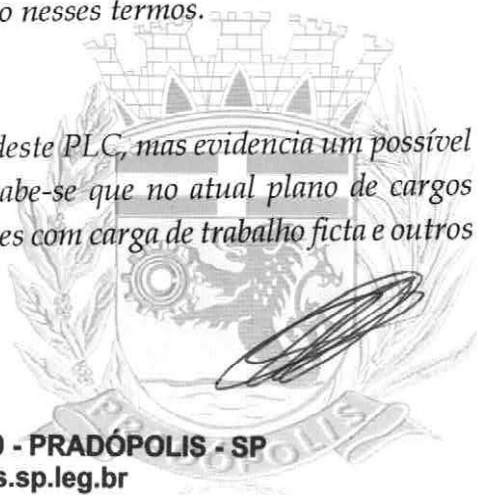 o nesses termos.
deste PLC, mas evidencia um possível
abe-se que no atual plano de cargos
es com carga de trabalho ficta e outros
PRADÓPOLIS
- PRADÓPOLIS - SP
s.sp.leg.br